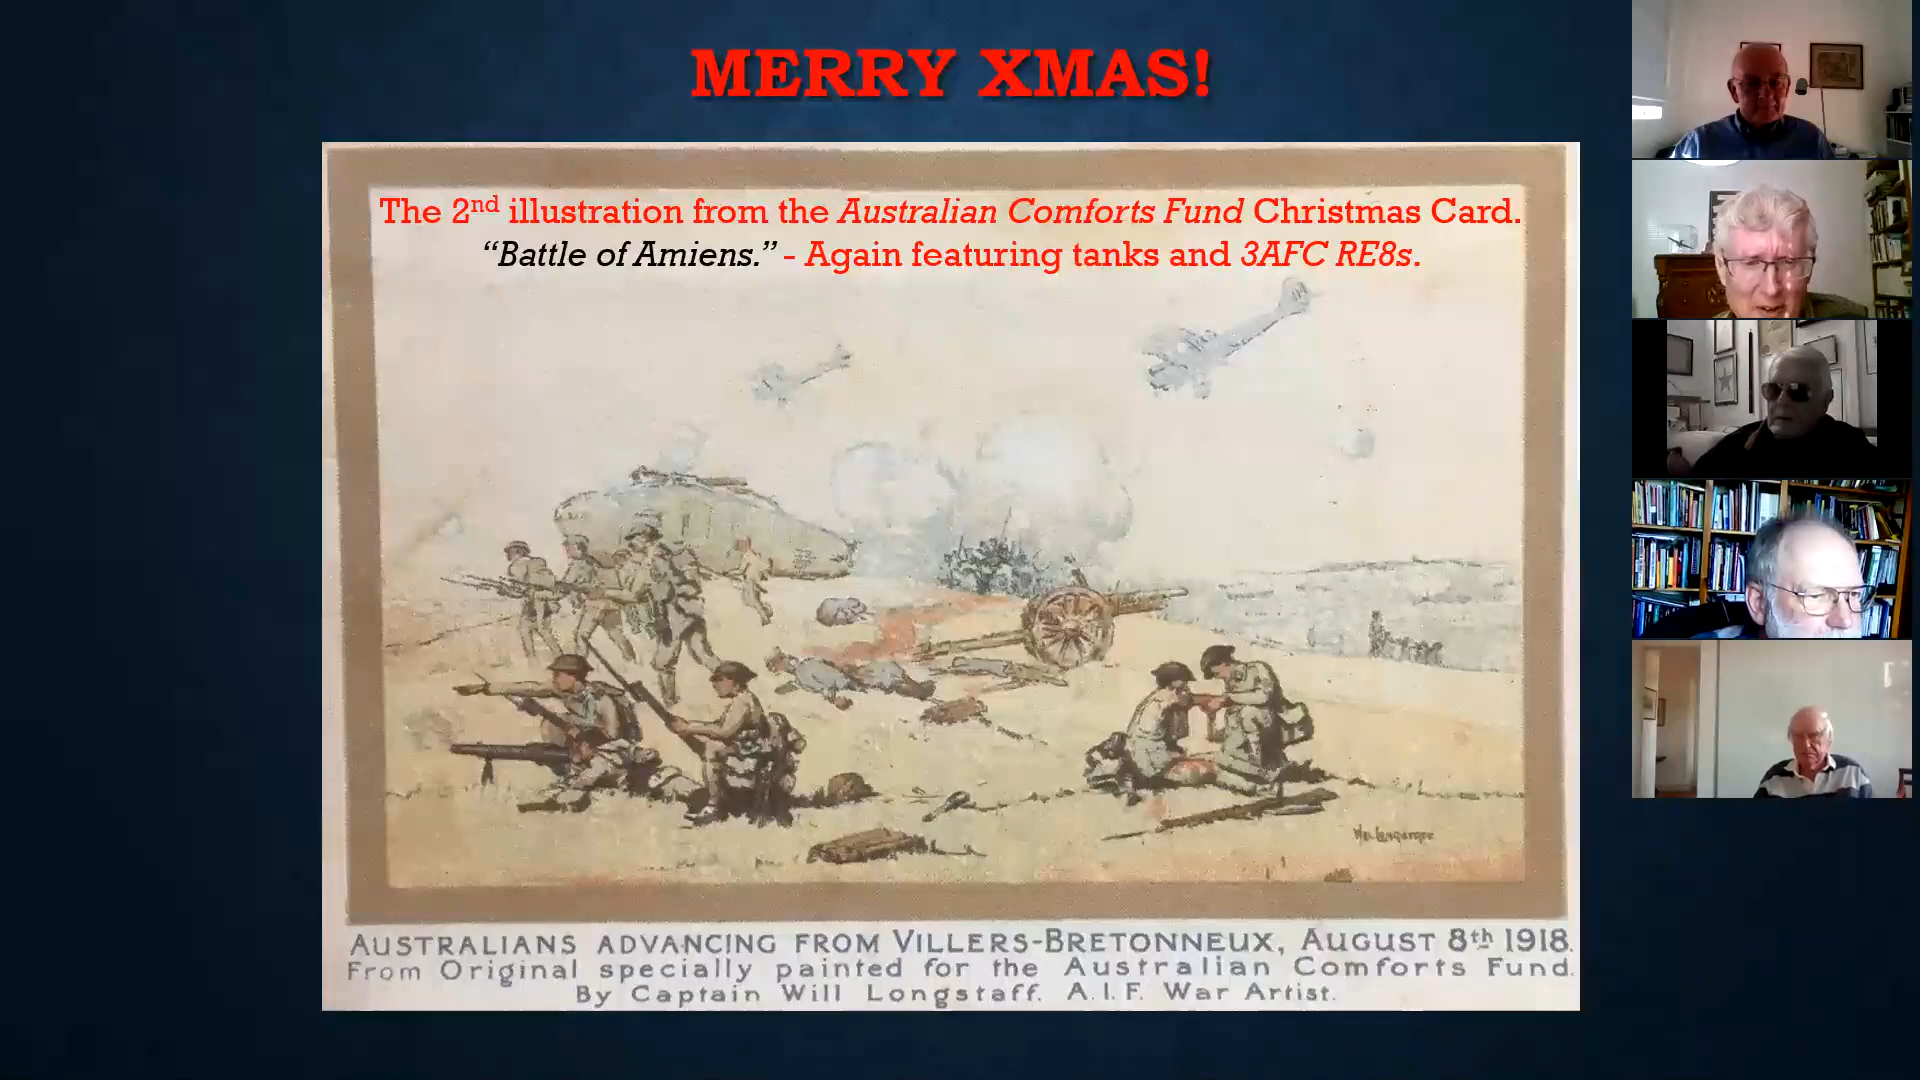 MERRY XMAS!
The 2nd illustration from the Australian Comforts Fund Christmas Card.
“Battle of Amiens.” - Again featuring tanks and 3AFC RE8s.
Will Longstaff
AUSTRALIANS ADVANCING FROM VILLERS-BRETONNEUX, AUGUST 8th 1918.
From Original specially painted for the Australian Comforts Fund.
By Captain Will Longstaff. A.I.F. War Artist.